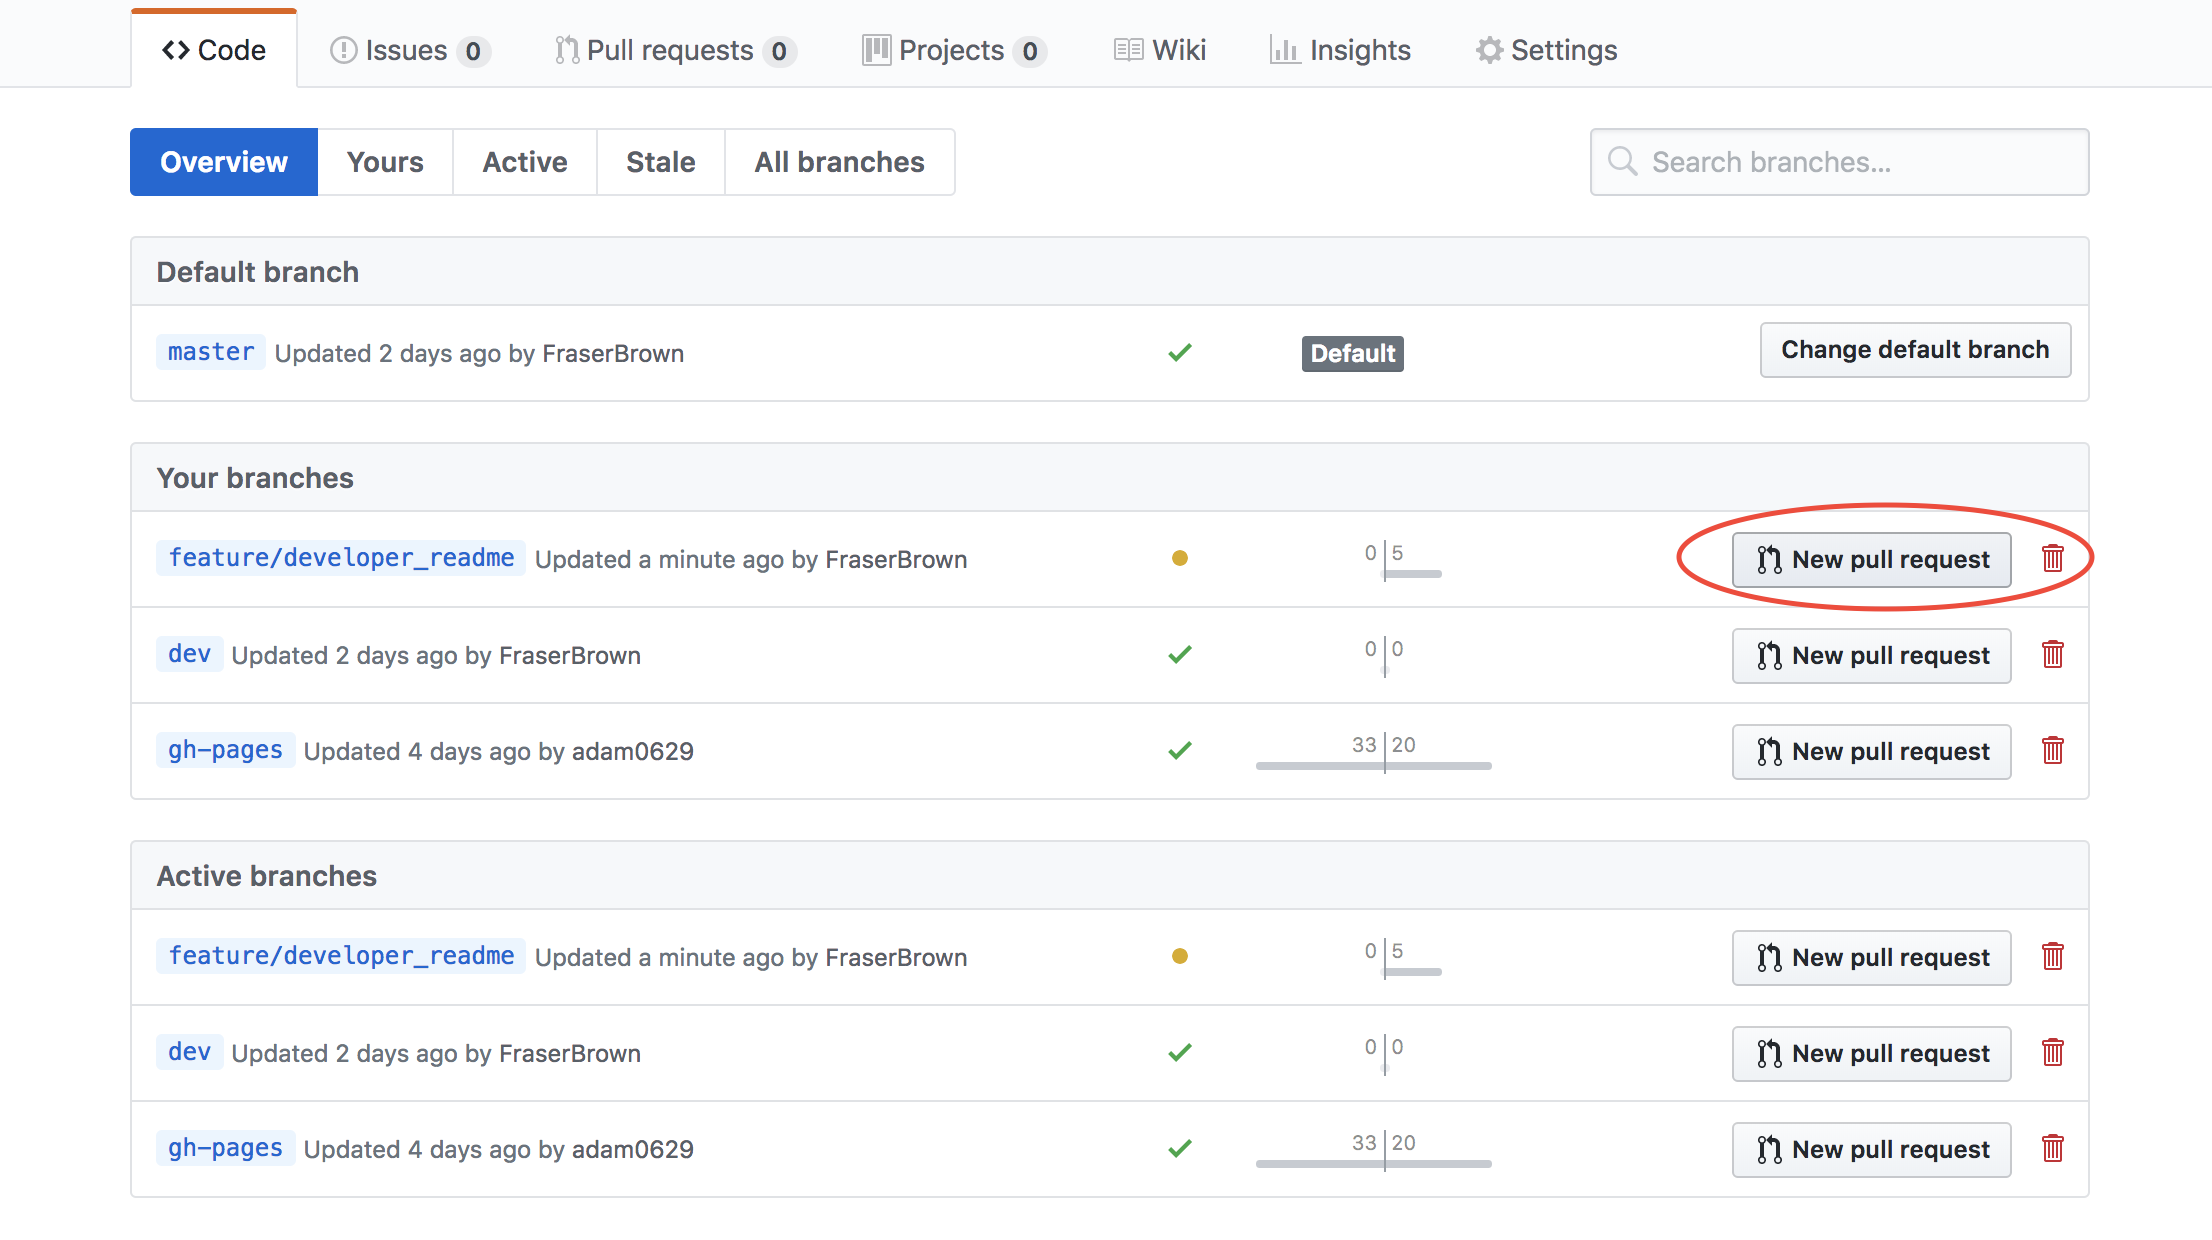 Code Issues 0 Pull requests 0 Projects 0 Wiki Insights Settings
Overview Yours Active Stale All branches Search branches...
Default branch
master Updated 2 days ago by FraserBrown Default Change default branch
Your branches
feature/developer_readme Updated a minute ago by FraserBrown 0 5 New pull request
dev Updated 2 days ago by FraserBrown 0 0 New pull request
gh-pages Updated 4 days ago by adam0629 33 20 New pull request
Active branches
feature/developer_readme Updated a minute ago by FraserBrown 0 5 New pull request
dev Updated 2 days ago by FraserBrown 0 0 New pull request
gh-pages Updated 4 days ago by adam0629 33 20 New pull request